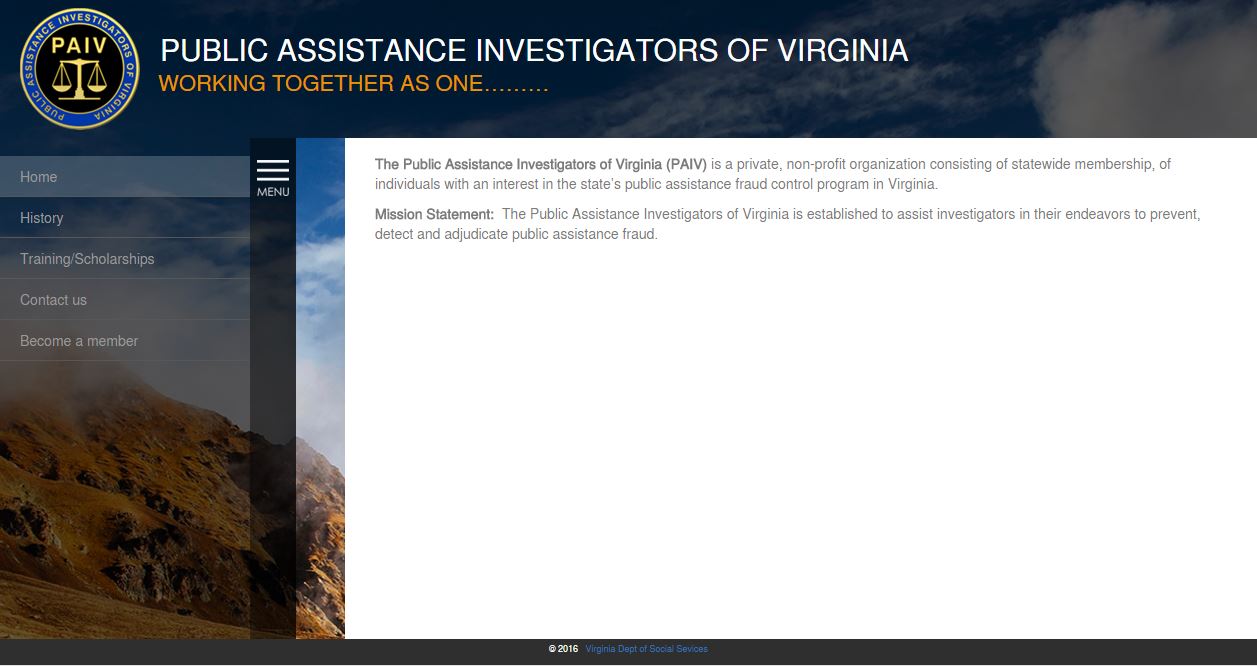 PAIV
PUBLIC ASSISTANCE INVESTIGATORS OF VIRGINIA
PUBLIC ASSISTANCE INVESTIGATORS OF VIRGINIA
WORKING TOGETHER AS ONE.........
Home
History
Training/Scholarships
Contact us
Become a member
MENU
The Public Assistance Investigators of Virginia (PAIV) is a private, non-profit organization consisting of statewide membership, of
individuals with an interest in the state's public assistance fraud control program in Virginia.
Mission Statement: The Public Assistance Investigators of Virginia is established to assist investigators in their endeavors to prevent,
detect and adjudicate public assistance fraud.
© 2016 Virginia Dept of Social Sevices